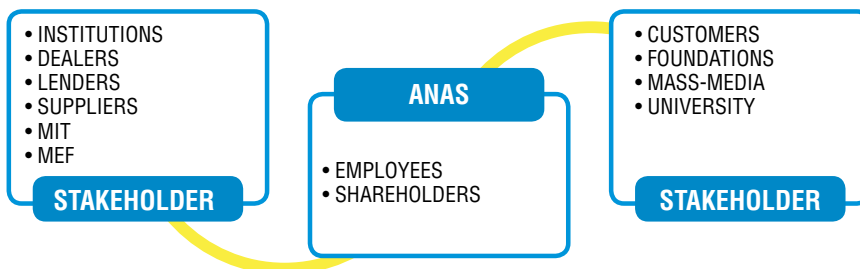 • INSTITUTIONS
• DEALERS
• LENDERS
• SUPPLIERS
• MIT
• MEF
STAKEHOLDER
ANAS
• EMPLOYEES
• SHAREHOLDERS
• CUSTOMERS
• FOUNDATIONS
• MASS-MEDIA
• UNIVERSITY
STAKEHOLDER